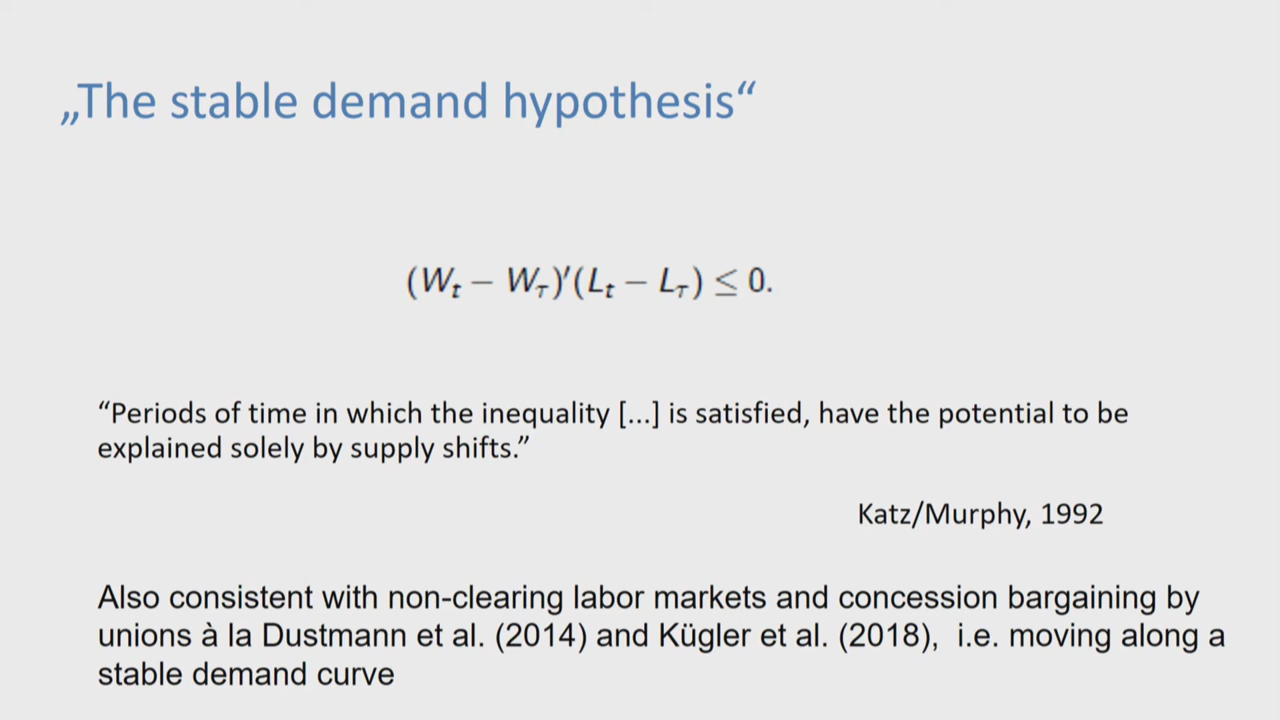 „The stable demand hypothesis“
(Wₜ − W_τ)′(Lₜ − L_τ) ≤ 0.
“Periods of time in which the inequality [...] is satisfied, have the potential to be
explained solely by supply shifts.”
Katz/Murphy, 1992
Also consistent with non-clearing labor markets and concession bargaining by
unions à la Dustmann et al. (2014) and Kügler et al. (2018),  i.e. moving along a
stable demand curve